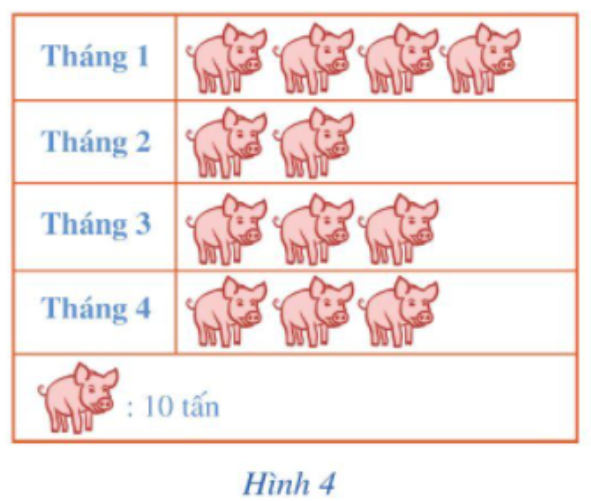 Tháng 1
Tháng 2
Tháng 3
Tháng 4
: 10 tấn
Hình 4